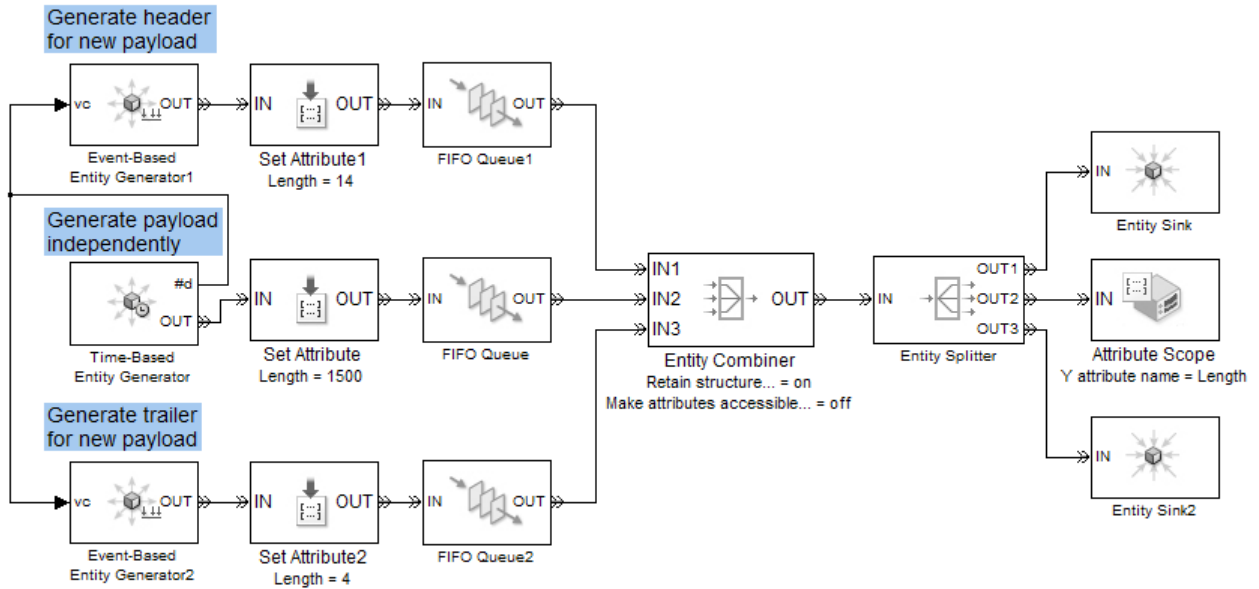 Generate header
for new payload
vc
OUT
Event-Based
Entity Generator1
IN
[...]
OUT
Set Attribute1
Length = 14
IN
OUT
FIFO Queue1
Generate payload
independently
#d
OUT
Time-Based
Entity Generator
IN
[...]
OUT
Set Attribute
Length = 1500
IN
OUT
FIFO Queue
Generate trailer
for new payload
vc
OUT
Event-Based
Entity Generator2
IN
[...]
OUT
Set Attribute2
Length = 4
IN
OUT
FIFO Queue2
IN1
IN2
IN3
OUT
Entity Combiner
Retain structure... = on
Make attributes accessible... = off
IN
OUT1
OUT2
OUT3
Entity Splitter
IN
Entity Sink
IN
[...]
Attribute Scope
Y attribute name = Length
IN
Entity Sink2